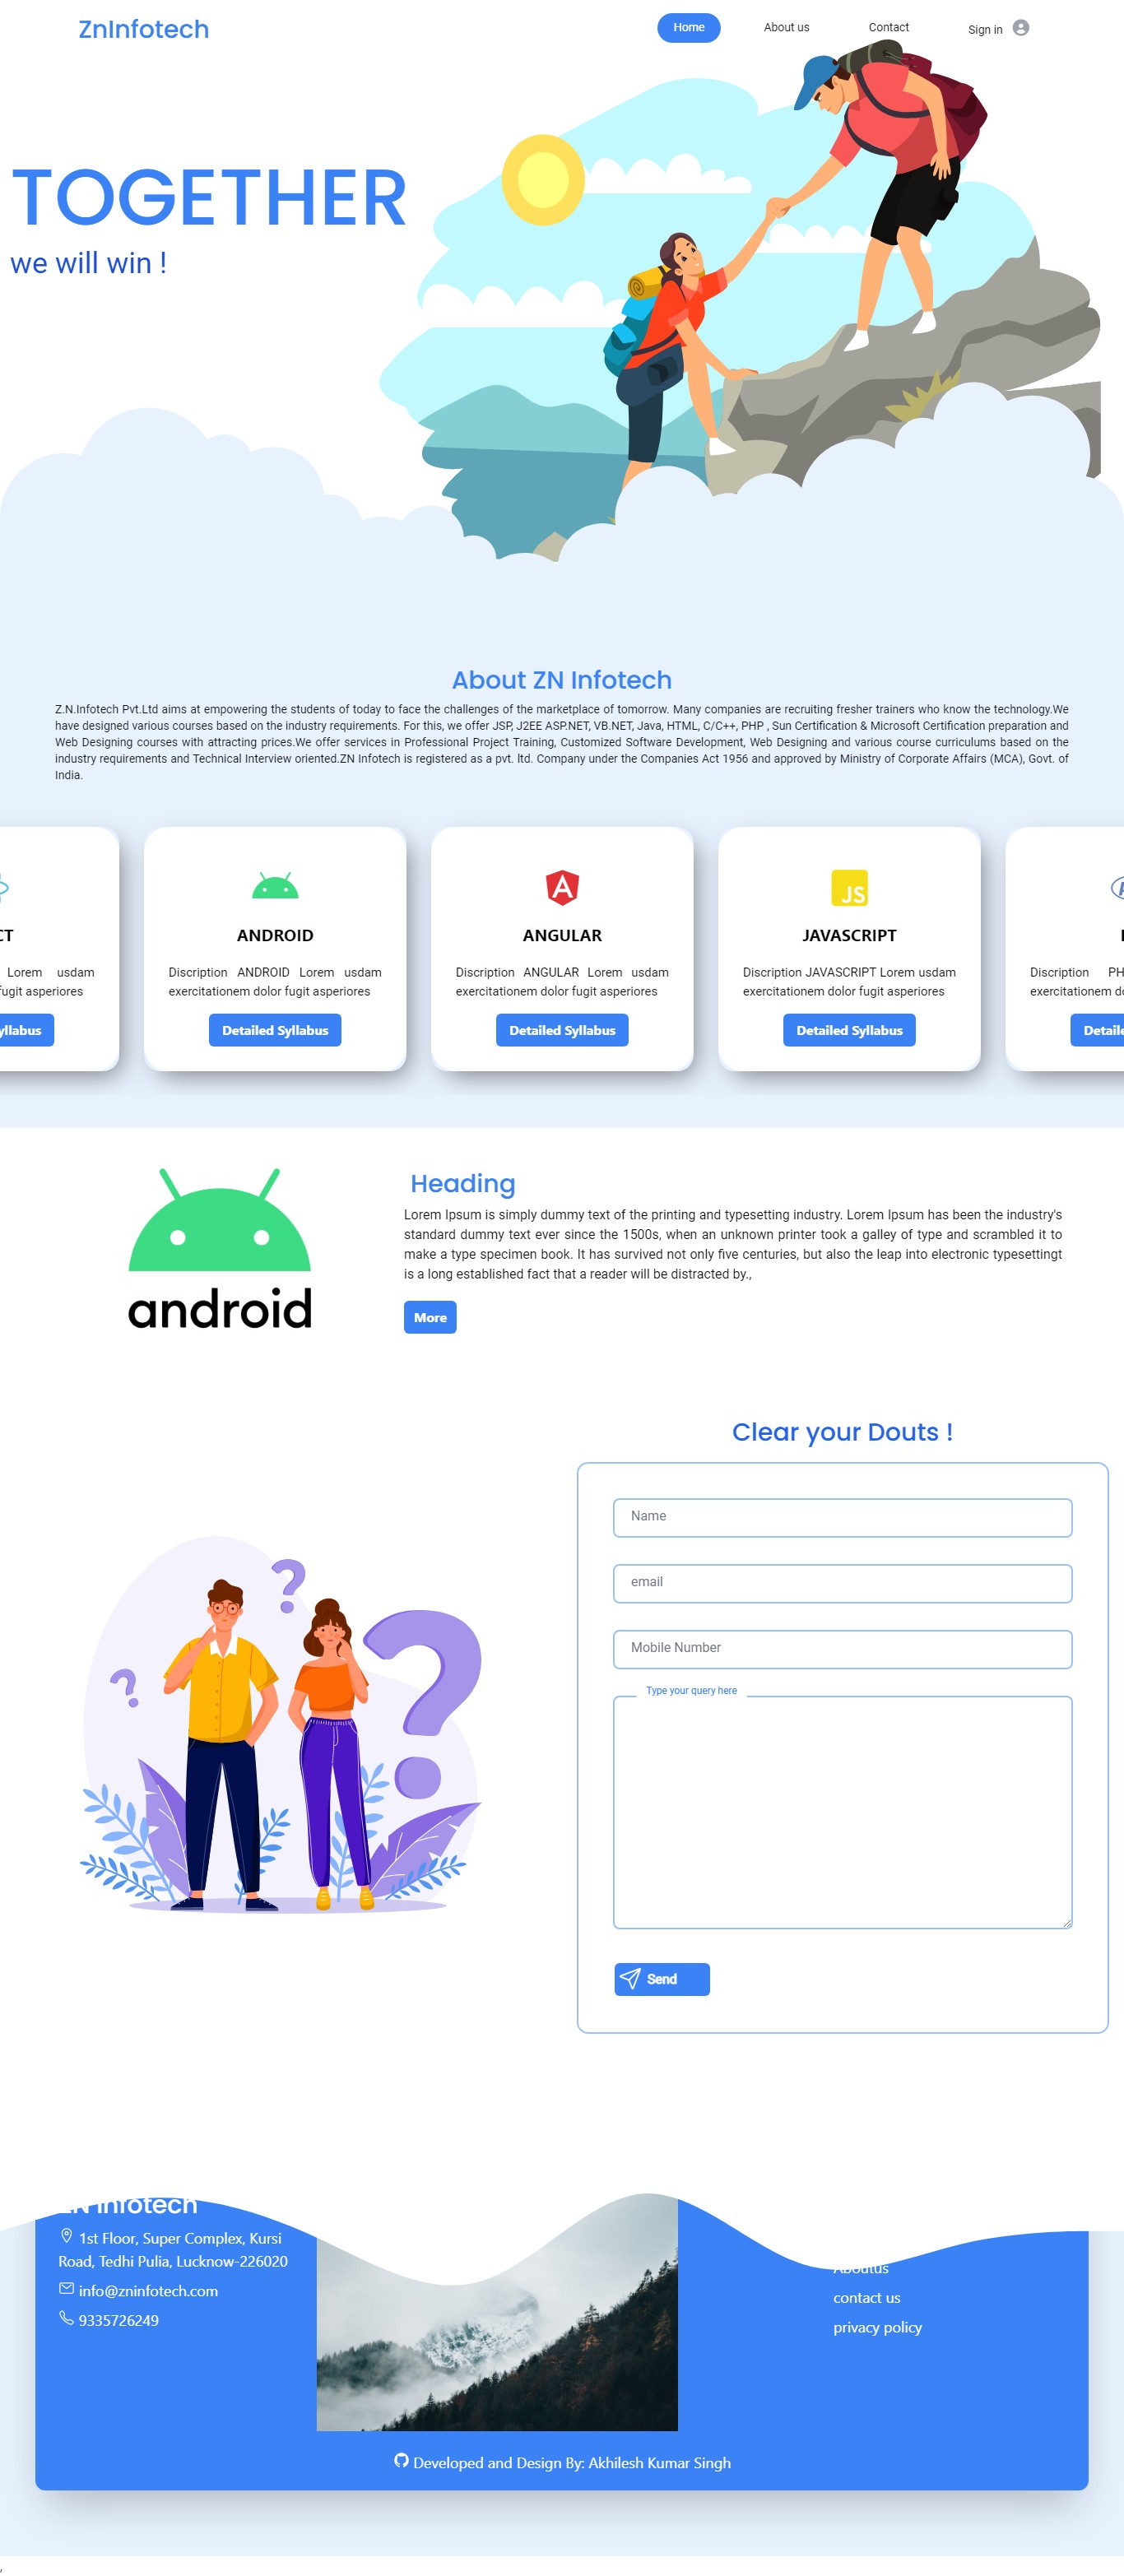 ZnInfotech
Home
About us
Contact
Sign in
TOGETHER
we will win !
About ZN Infotech
Z.N.Infotech Pvt.Ltd aims at empowering the students of today to face the challenges of the marketplace of tomorrow. Many companies are recruiting fresher trainers who know the technology.We
have designed various courses based on the industry requirements. For this, we offer JSP, J2EE ASP.NET, VB.NET, Java, HTML, C/C++, PHP , Sun Certification & Microsoft Certification preparation and
Web Designing courses with attracting prices.We offer services in Professional Project Training, Customized Software Development, Web Designing and various course curriculums based on the
industry requirements and Technical Interview oriented.ZN Infotech is registered as a pvt. ltd. Company under the Companies Act 1956 and approved by Ministry of Corporate Affairs (MCA), Govt. of
India.
CT
Lorem usdam
fugit asperiores
yllabus
ANDROID
Discription ANDROID Lorem usdam
exercitationem dolor fugit asperiores
Detailed Syllabus
ANGULAR
Discription ANGULAR Lorem usdam
exercitationem dolor fugit asperiores
Detailed Syllabus
JS
JAVASCRIPT
Discription JAVASCRIPT Lorem usdam
exercitationem dolor fugit asperiores
Detailed Syllabus
Discription PH
exercitationem do
Detaile
android
Heading
Lorem Ipsum is simply dummy text of the printing and typesetting industry. Lorem Ipsum has been the industry's
standard dummy text ever since the 1500s, when an unknown printer took a galley of type and scrambled it to
make a type specimen book. It has survived not only five centuries, but also the leap into electronic typesettingt
is a long established fact that a reader will be distracted by.,
More
Clear your Douts !
Name
email
Mobile Number
Type your query here
Send
ZN Infotech
1st Floor, Super Complex, Kursi
Road, Tedhi Pulia, Lucknow-226020
info@zninfotech.com
9335726249
Aboutus
contact us
privacy policy
Developed and Design By: Akhilesh Kumar Singh
,